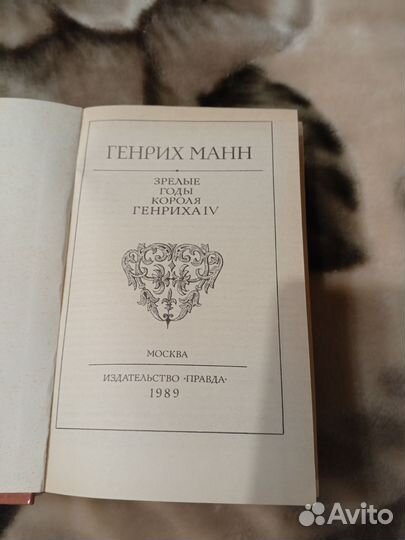 ГЕНРИХ МАНН
ЗРЕЛЫЕ
ГОДЫ
КОРОЛЯ
ГЕНРИХА IV
МОСКВА
ИЗДАТЕЛЬСТВО «ПРАВДА»
1989
Avito